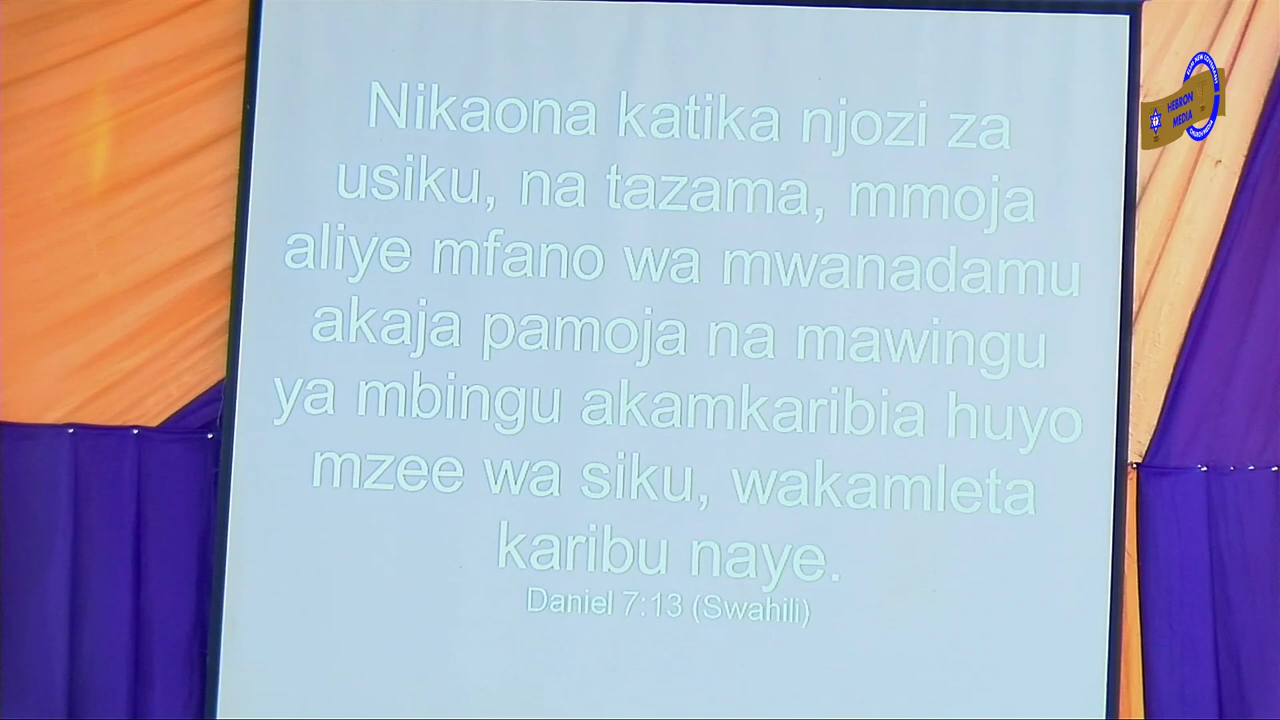 Nikaona katika njozi za
usiku, na tazama, mmoja
aliye mfano wa mwanadamu
akaja pamoja na mawingu
ya mbingu akamkaribia huyo
mzee wa siku, wakamleta
karibu naye.
Daniel 7:13 (Swahili)
HEBRON
MEDIA